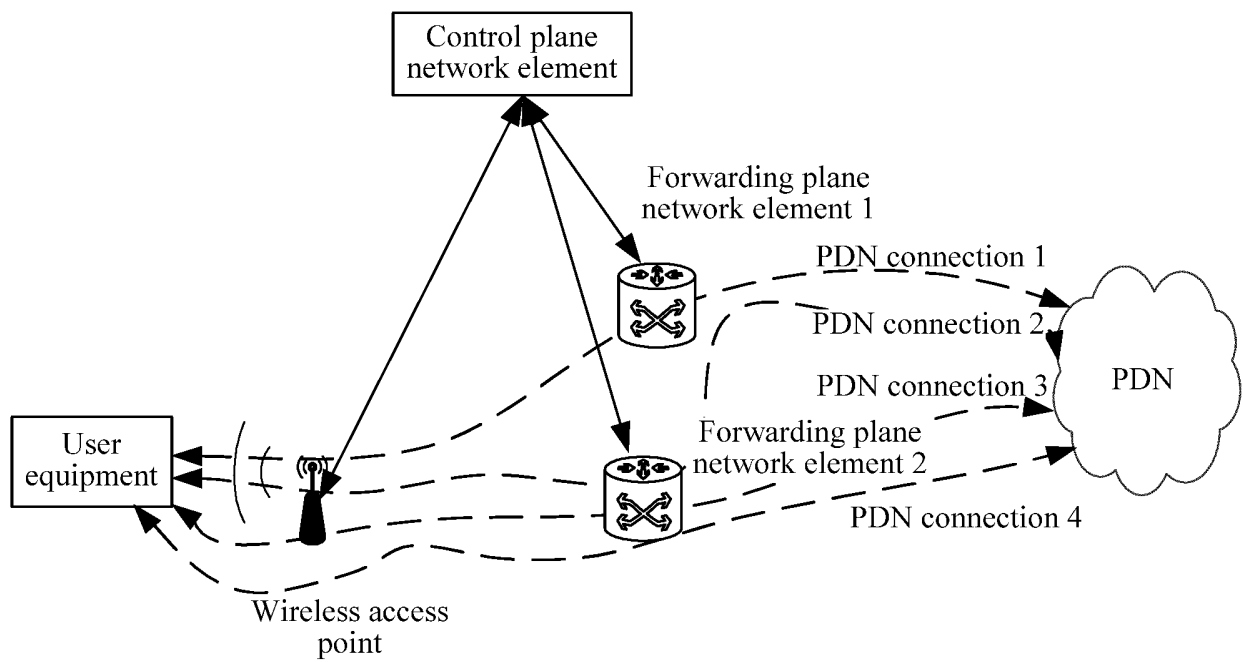 Control plane
network element
Forwarding plane
network element 1
PDN connection 1
PDN connection 2
PDN connection 3
PDN
User
equipment
Forwarding plane
network element 2
PDN connection 4
Wireless access
point